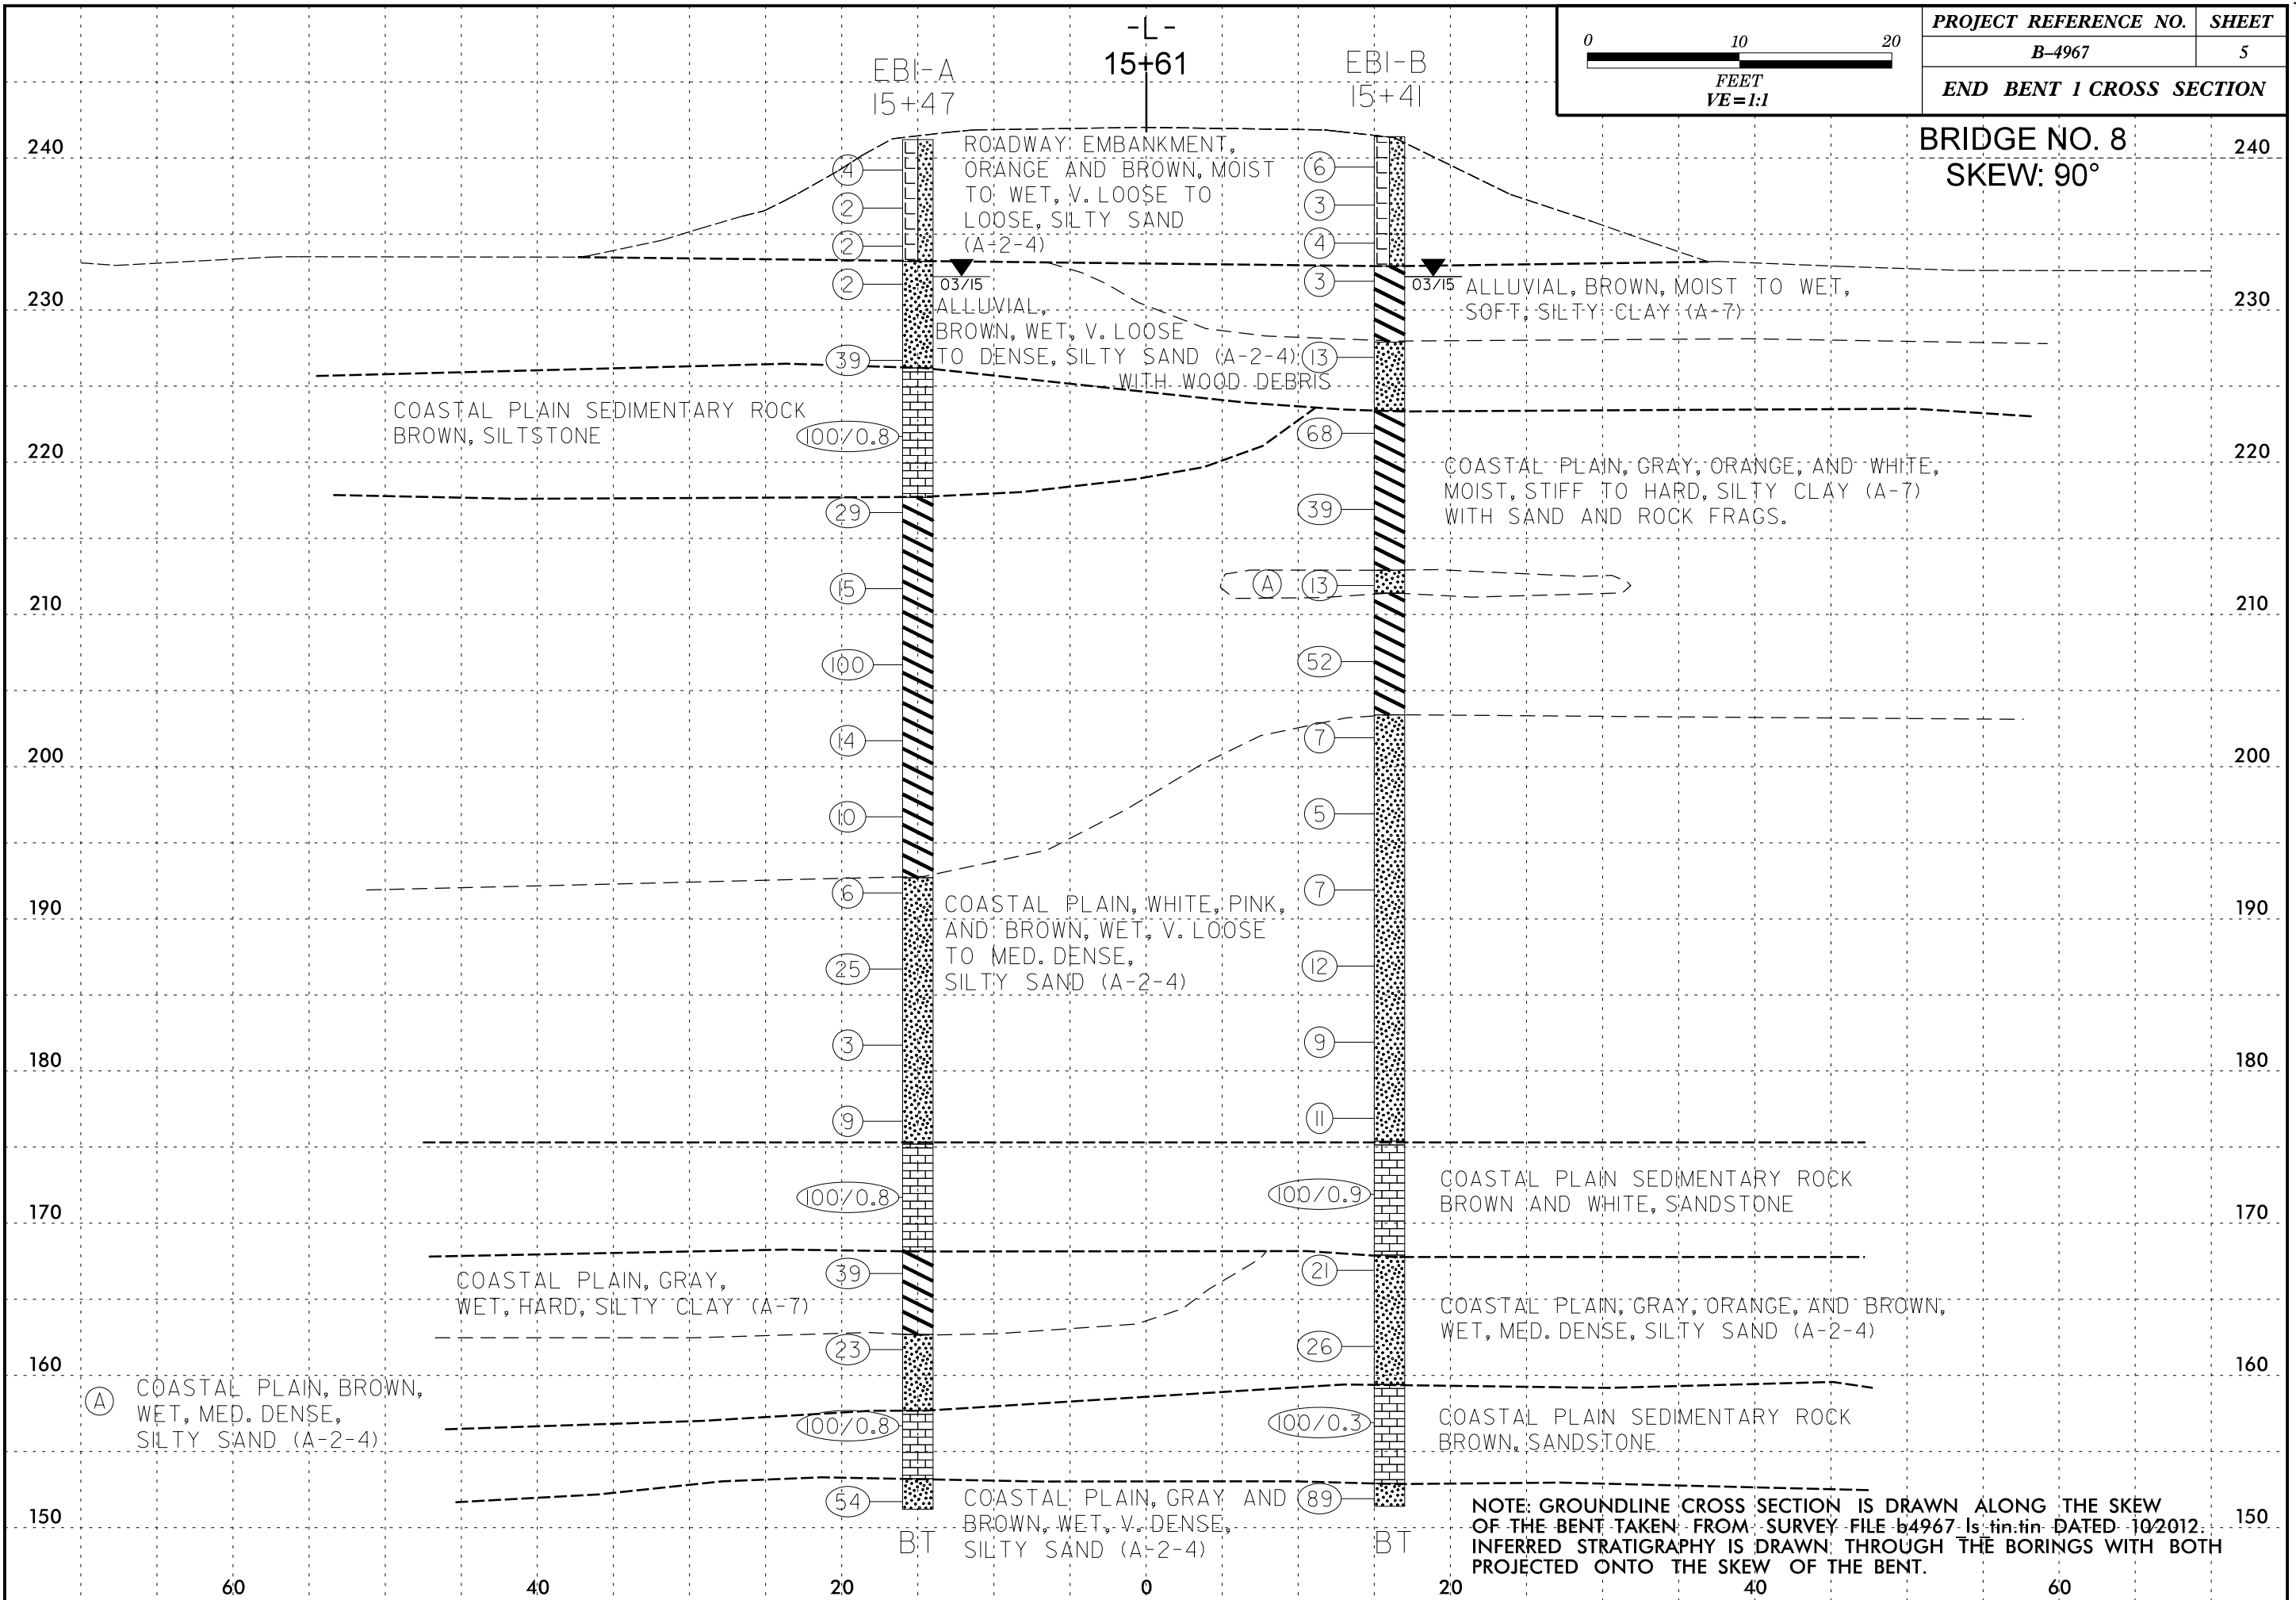 PROJECT REFERENCE NO. SHEET
B-4967 5
END BENT 1 CROSS SECTION
0 10 20
FEET
VE = 1:1
BRIDGE NO. 8
SKEW: 90°
-L-
15+61
EB1-A
15+47
EB1-B
15+41
240 240
230 230
220 220
210 210
200 200
190 190
180 180
170 170
160 160
150 150
ROADWAY EMBANKMENT,
ORANGE AND BROWN, MOIST
TO WET, V. LOOSE TO
LOOSE, SILTY SAND
(A-2-4)
4
2
2
2
39
100/0.8
29
15
100
14
10
6
25
3
9
100/0.8
39
23
100/0.8
54
BT
6
3
4
3
13
68
39
A 13
52
7
5
7
12
9
11
100/0.9
21
26
100/0.3
89
BT
03/15
03/15
ALLUVIAL,
BROWN, WET, V. LOOSE
TO DENSE, SILTY SAND (A-2-4)
WITH WOOD DEBRIS
ALLUVIAL, BROWN, MOIST TO WET,
SOFT, SILTY CLAY (A-7)
COASTAL PLAIN SEDIMENTARY ROCK
BROWN, SILTSTONE
COASTAL PLAIN, GRAY, ORANGE, AND WHITE,
MOIST, STIFF TO HARD, SILTY CLAY (A-7)
WITH SAND AND ROCK FRAGS.
COASTAL PLAIN, WHITE, PINK,
AND BROWN, WET, V. LOOSE
TO MED. DENSE,
SILTY SAND (A-2-4)
COASTAL PLAIN SEDIMENTARY ROCK
BROWN AND WHITE, SANDSTONE
COASTAL PLAIN, GRAY,
WET, HARD, SILTY CLAY (A-7)
COASTAL PLAIN, GRAY, ORANGE, AND BROWN,
WET, MED. DENSE, SILTY SAND (A-2-4)
A COASTAL PLAIN, BROWN,
WET, MED. DENSE,
SILTY SAND (A-2-4)
COASTAL PLAIN SEDIMENTARY ROCK
BROWN, SANDSTONE
COASTAL PLAIN, GRAY AND
BROWN, WET, V. DENSE,
SILTY SAND (A-2-4)
NOTE: GROUNDLINE CROSS SECTION IS DRAWN ALONG THE SKEW
OF THE BENT TAKEN FROM SURVEY FILE b4967_ls_tin.tin DATED 10/2012.
INFERRED STRATIGRAPHY IS DRAWN THROUGH THE BORINGS WITH BOTH
PROJECTED ONTO THE SKEW OF THE BENT.
60 40 20 0 20 40 60